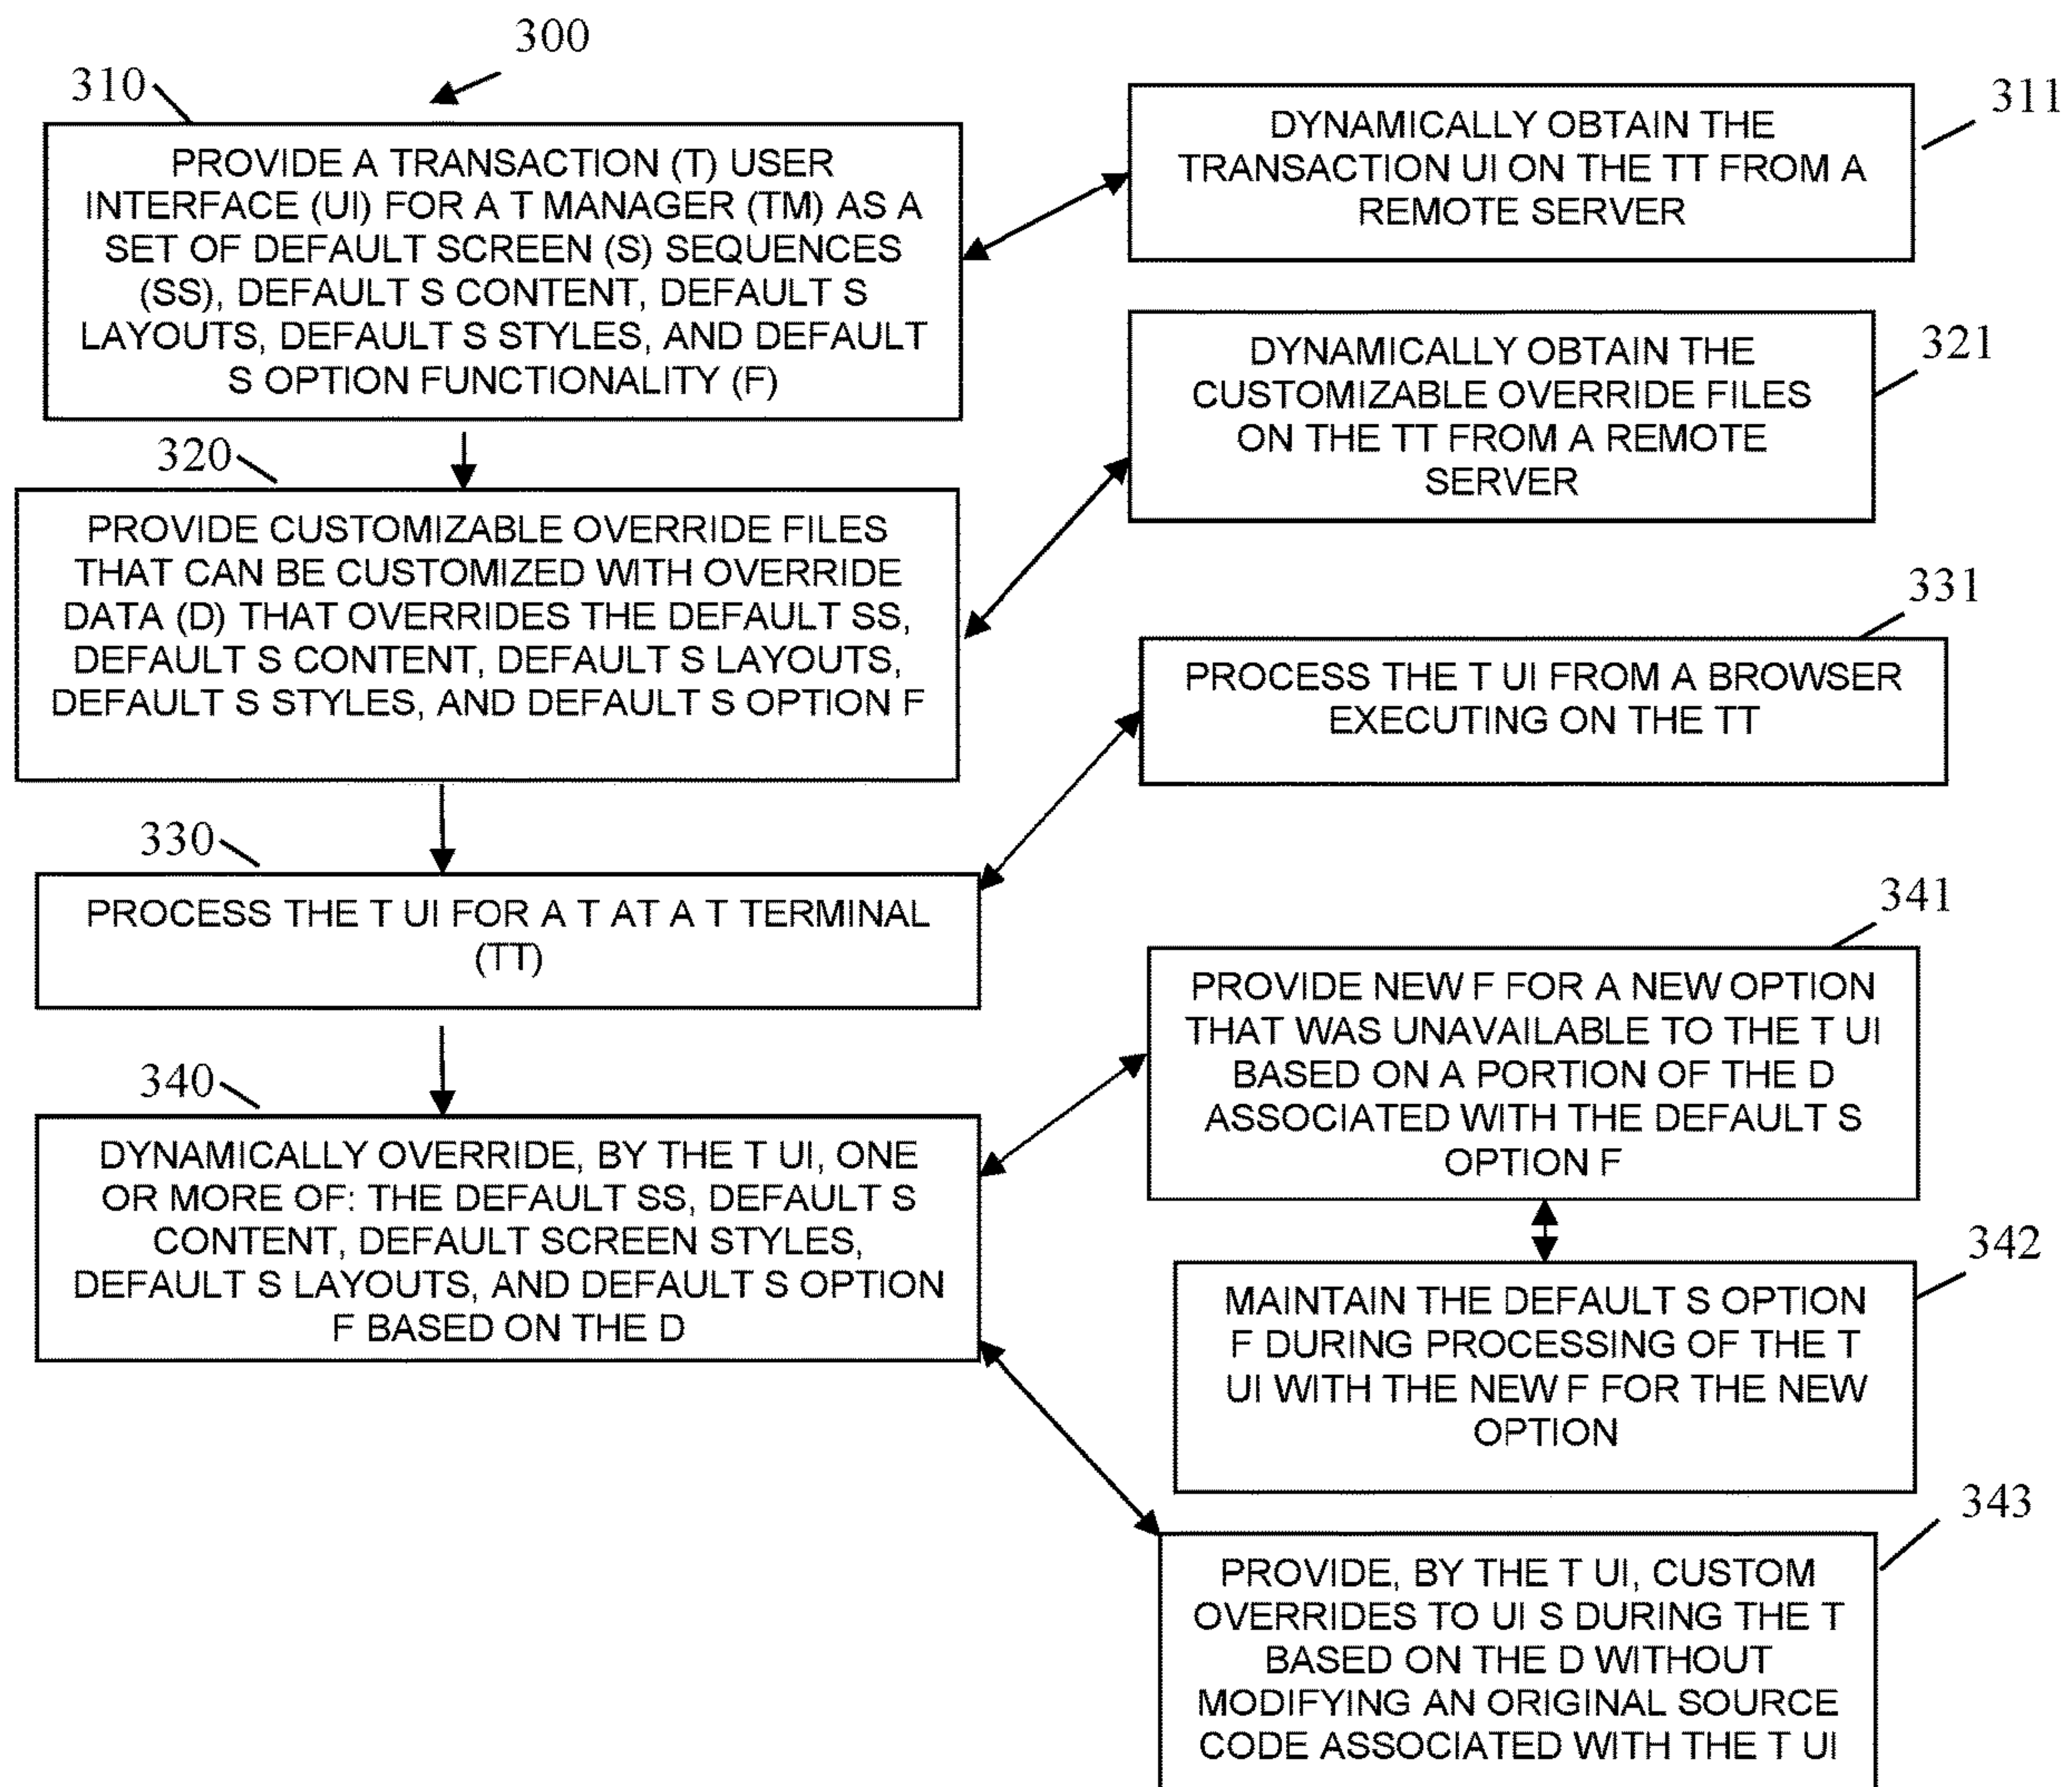 300
310
PROVIDE A TRANSACTION (T) USER
INTERFACE (UI) FOR A T MANAGER (TM) AS A
SET OF DEFAULT SCREEN (S) SEQUENCES
(SS), DEFAULT S CONTENT, DEFAULT S
LAYOUTS, DEFAULT S STYLES, AND DEFAULT
S OPTION FUNCTIONALITY (F)
311
DYNAMICALLY OBTAIN THE
TRANSACTION UI ON THE TT FROM A
REMOTE SERVER
320
PROVIDE CUSTOMIZABLE OVERRIDE FILES
THAT CAN BE CUSTOMIZED WITH OVERRIDE
DATA (D) THAT OVERRIDES THE DEFAULT SS,
DEFAULT S CONTENT, DEFAULT S LAYOUTS,
DEFAULT S STYLES, AND DEFAULT S OPTION F
321
DYNAMICALLY OBTAIN THE
CUSTOMIZABLE OVERRIDE FILES
ON THE TT FROM A REMOTE
SERVER
330
PROCESS THE T UI FOR A T AT A T TERMINAL
(TT)
331
PROCESS THE T UI FROM A BROWSER
EXECUTING ON THE TT
340
DYNAMICALLY OVERRIDE, BY THE T UI, ONE
OR MORE OF: THE DEFAULT SS, DEFAULT S
CONTENT, DEFAULT SCREEN STYLES,
DEFAULT S LAYOUTS, AND DEFAULT S OPTION
F BASED ON THE D
341
PROVIDE NEW F FOR A NEW OPTION
THAT WAS UNAVAILABLE TO THE T UI
BASED ON A PORTION OF THE D
ASSOCIATED WITH THE DEFAULT S
OPTION F
342
MAINTAIN THE DEFAULT S OPTION
F DURING PROCESSING OF THE T
UI WITH THE NEW F FOR THE NEW
OPTION
343
PROVIDE, BY THE T UI, CUSTOM
OVERRIDES TO UI S DURING THE T
BASED ON THE D WITHOUT
MODIFYING AN ORIGINAL SOURCE
CODE ASSOCIATED WITH THE T UI